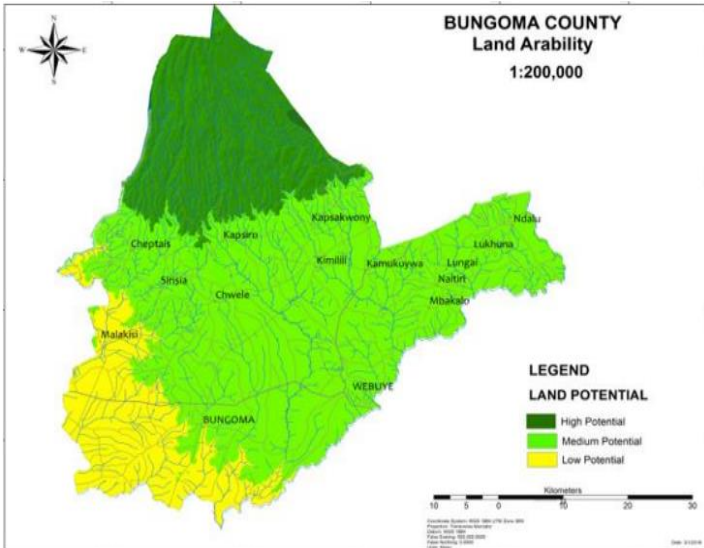 BUNGOMA COUNTY
Land Arability
1:200,000
N
W
E
S
Ndalu
Kapsakwony
Kapsiro
Cheptais
Lukhuna
Kimilili
Kamukuywa
Lungai
Sirisia
Naitiri
Chwele
Mbakalo
Malakisi
WEBUYE
BUNGOMA
LEGEND
LAND POTENTIAL
High Potential
Medium Potential
Low Potential
Kilometers
10 5 0 10 20 30